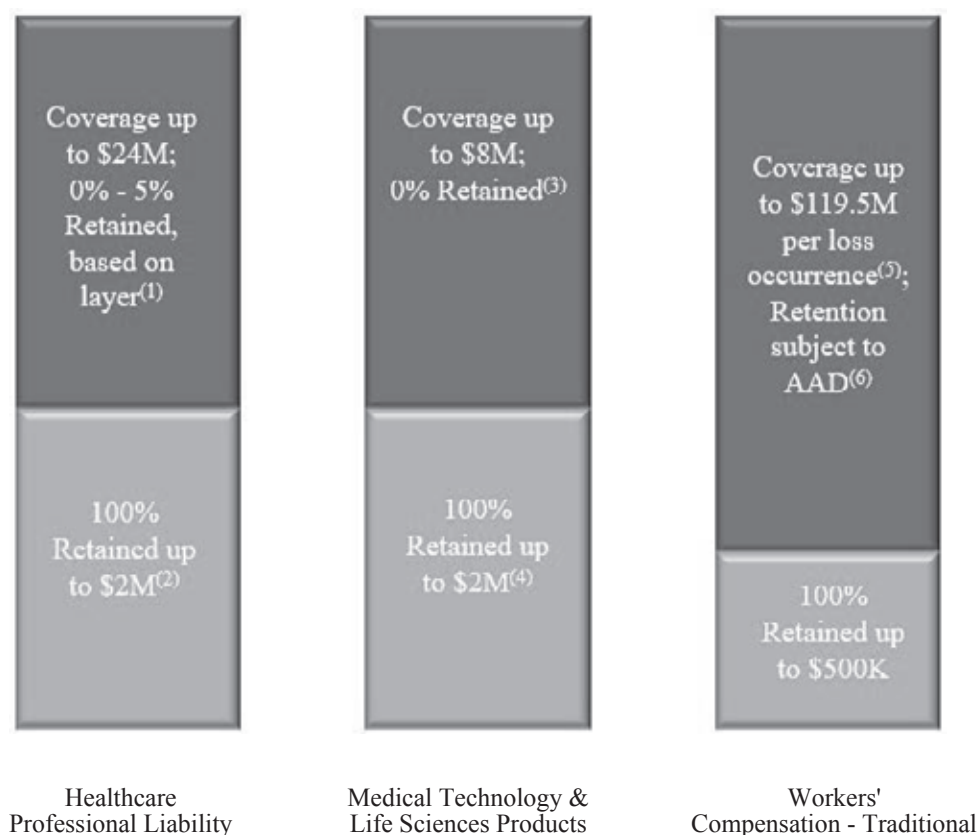 Coverage up
to $24M;
0% - 5%
Retained,
based on
layer(1)
100%
Retained up
to $2M(2)
Healthcare
Professional Liability
Coverage up
to $8M;
0% Retained(3)
100%
Retained up
to $2M(4)
Medical Technology &
Life Sciences Products
Coverage up
to $119.5M
per loss
occurrence(5);
Retention
subject to
AAD(6)
100%
Retained up
to $500K
Workers'
Compensation - Traditional